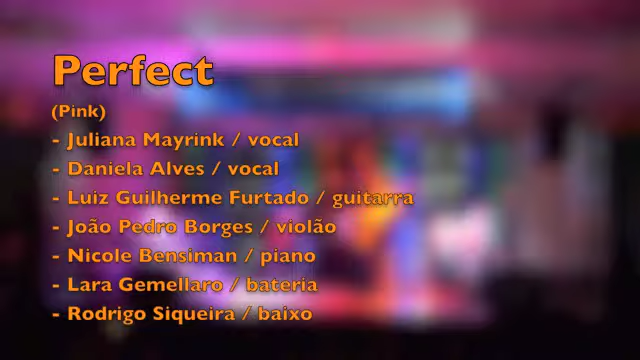 Perfect
(Pink)
- Juliana Mayrink / vocal
- Daniela Alves / vocal
- Luiz Guilherme Furtado / guitarra
- João Pedro Borges / violão
- Nicole Bensiman / piano
- Lara Gemellaro / bateria
- Rodrigo Siqueira / baixo